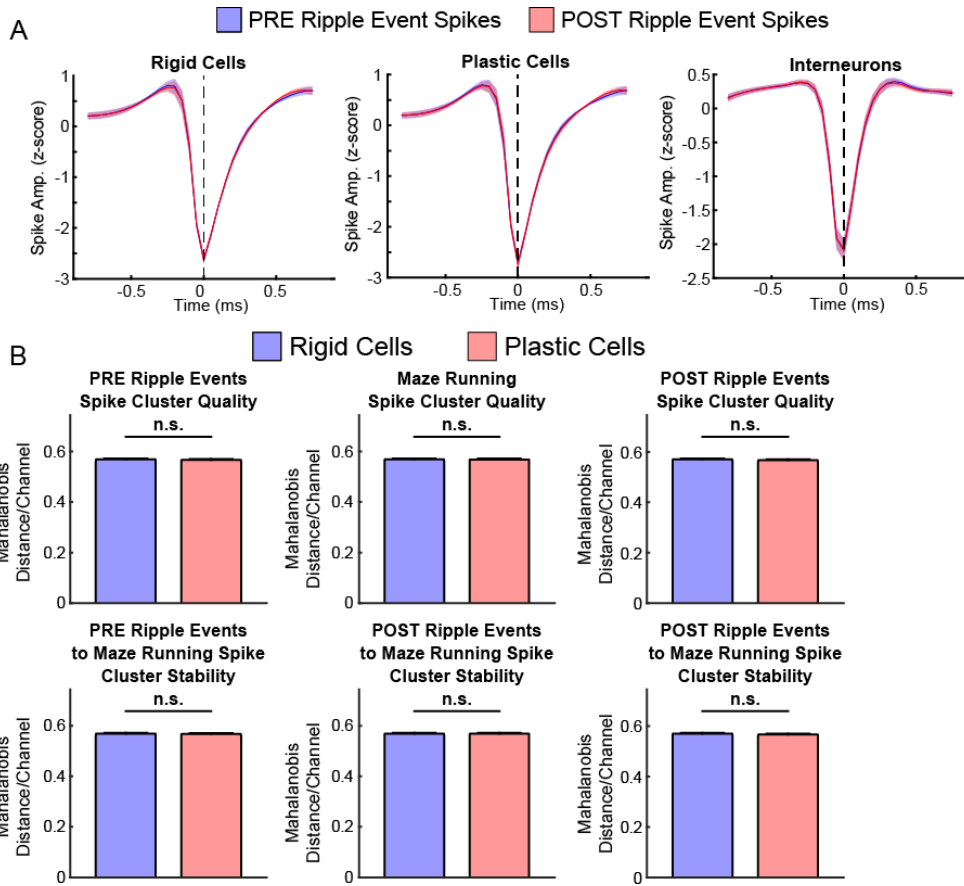 A
PRE Ripple Event Spikes
POST Ripple Event Spikes
Rigid Cells
Plastic Cells
Interneurons
Spike Amp. (z-score)
1
0
-1
-2
-3
-0.5
0
0.5
Time (ms)
Spike Amp. (z-score)
1
0
-1
-2
-3
-0.5
0
0.5
Time (ms)
Spike Amp. (z-score)
0.5
0
-0.5
-1
-1.5
-2
-2.5
-0.5
0
0.5
Time (ms)
B
Rigid Cells
Plastic Cells
PRE Ripple Events
Spike Cluster Quality
n.s.
Mahalanobis
Distance/Channel
0.6
0.4
0.2
0
Maze Running
Spike Cluster Quality
n.s.
Mahalanobis
Distance/Channel
0.6
0.4
0.2
0
POST Ripple Events
Spike Cluster Quality
n.s.
Mahalanobis
Distance/Channel
0.6
0.4
0.2
0
PRE Ripple Events
to Maze Running Spike
Cluster Stability
n.s.
Mahalanobis
Distance/Channel
0.6
0.4
0.2
0
POST Ripple Events
to Maze Running Spike
Cluster Stability
n.s.
Mahalanobis
Distance/Channel
0.6
0.4
0.2
0
POST Ripple Events
to Maze Running Spike
Cluster Stability
n.s.
Mahalanobis
Distance/Channel
0.6
0.4
0.2
0